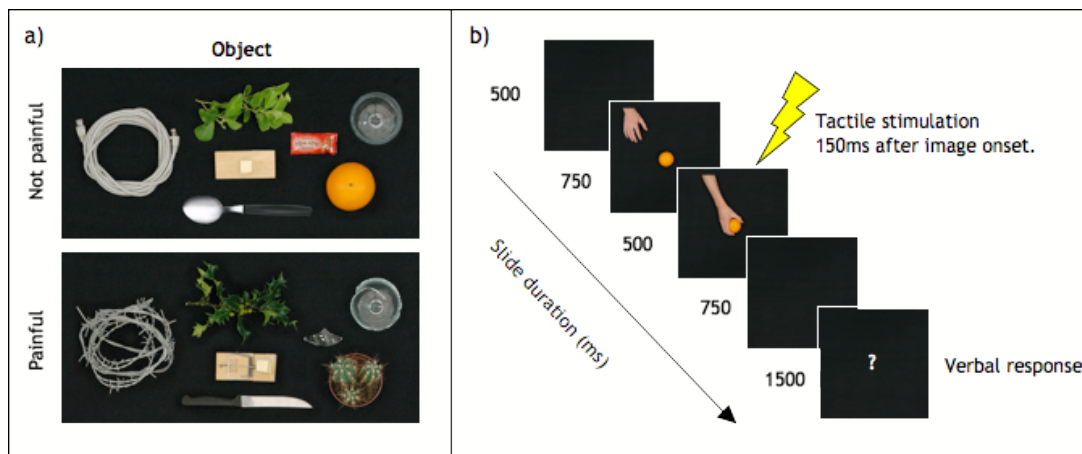 a)
Object
Not painful
Painful
b)
500
750
500
750
1500
Tactile stimulation
150ms after image onset.
Slide duration (ms)
?
Verbal response